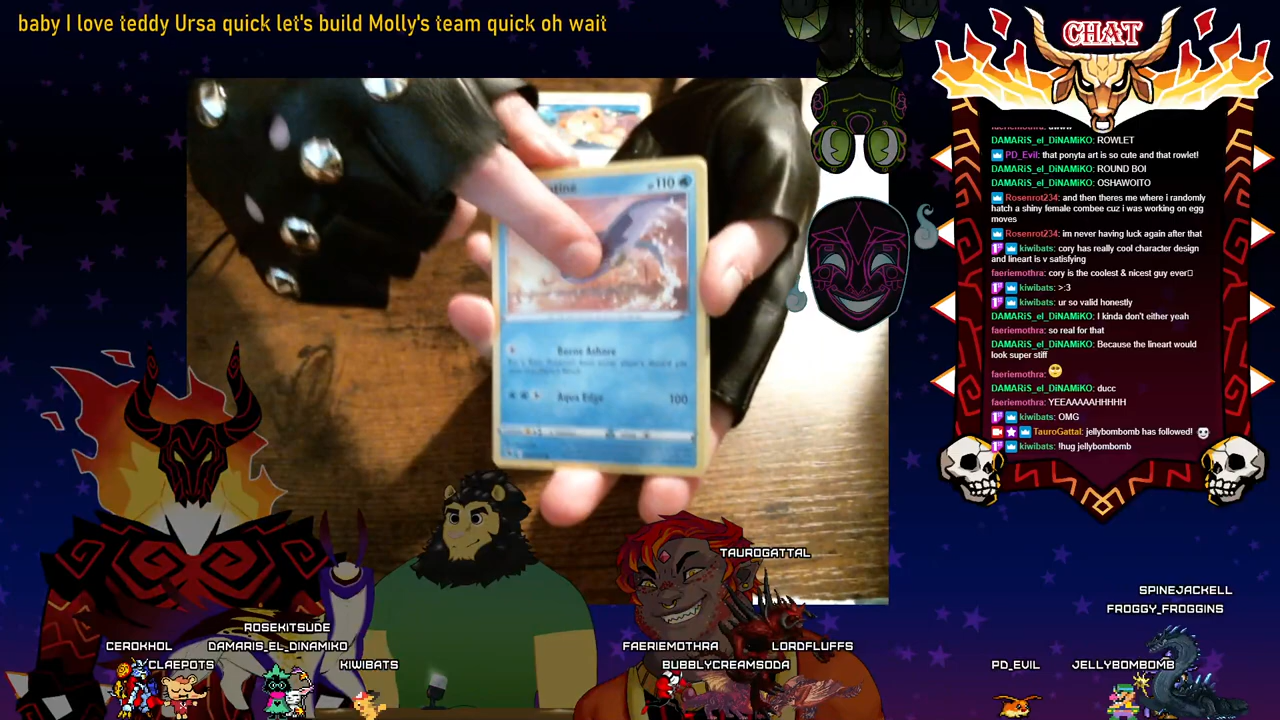 baby I love teddy Ursa quick let's build Molly's team quick oh wait
CHAT
DAMARiS_el_DiNAMiKO: ROWLET
PD_Evil: that ponyta art is so cute and that rowlet!
DAMARiS_el_DiNAMiKO: ROUND BOI
DAMARiS_el_DiNAMiKO: OSHAWOITO
Rosenrot234: and then theres me where i randomly
hatch a shiny female combee cuz i was working on egg
moves
Rosenrot234: im never having luck again after that
kiwibats: cory has really cool character design
and lineart is v satisfying
faeriemothra: cory is the coolest & nicest guy ever
kiwibats: >:3
kiwibats: ur so valid honestly
DAMARiS_el_DiNAMiKO: I kinda don't either yeah
faeriemothra: so real for that
DAMARiS_el_DiNAMiKO: Because the lineart would
look super stiff
faeriemothra:
DAMARiS_el_DiNAMiKO: ducc
faeriemothra: YEEAAAAAHHHHH
kiwibats: OMG
TauroGattal: jellybombomb has followed!
kiwibats: !hug jellybombomb
110
Aqua Edge 100
TAUROGATTAL
SPINEJACKELL
FROGGY_FROGGINS
ROSEKITSUDE
CEROKHOL
DAMARIS_EL_DINAMIKO
FAERIEMOTHRA
LORDFLUFFS
CLAEPOTS
KIWIBATS
BUBBLYCREAMSODA
PD_EVIL
JELLYBOMBOMB